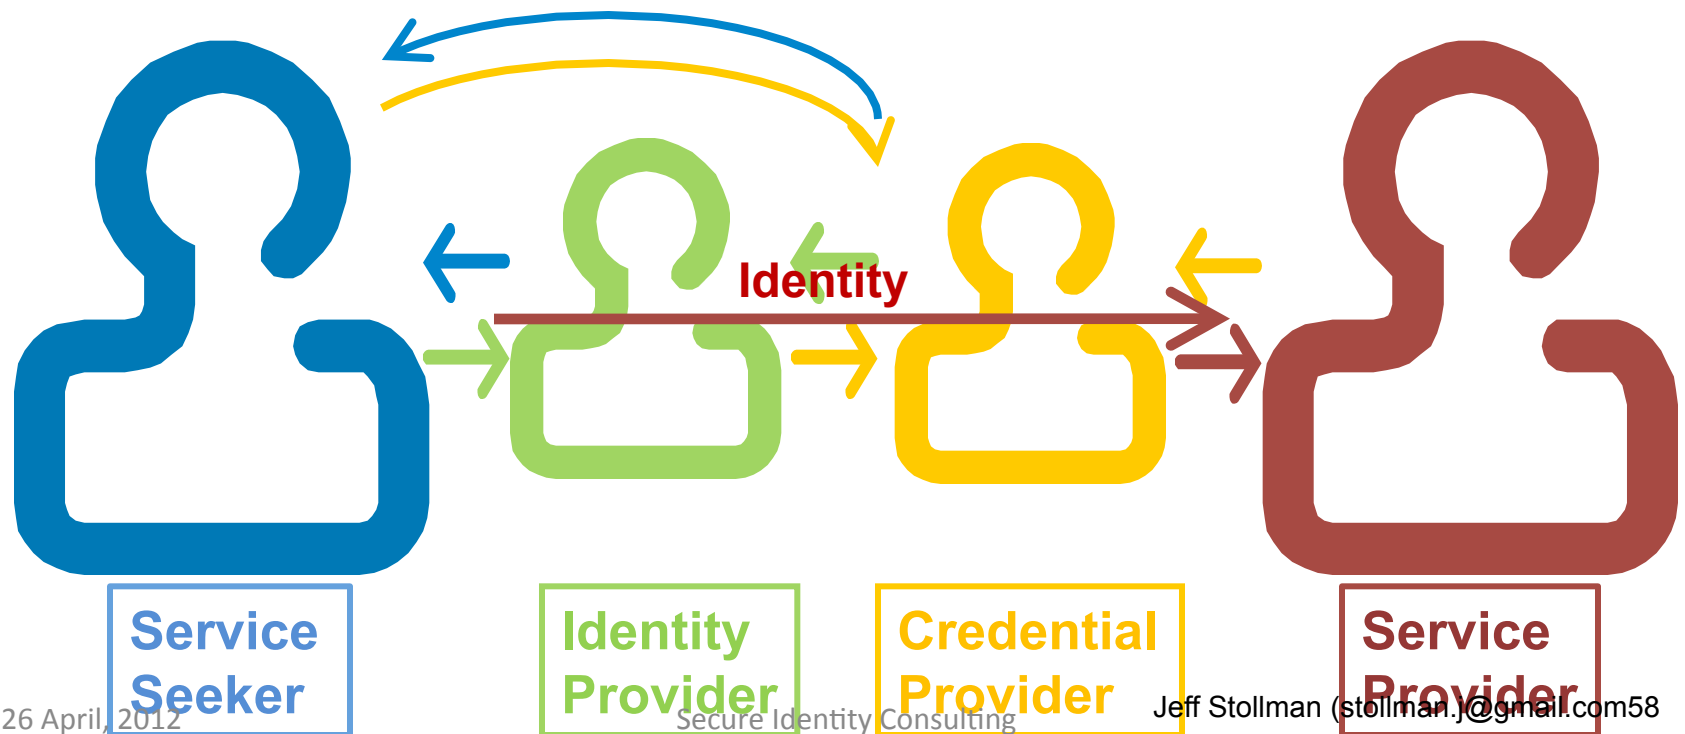 Identity
Service
Seeker
Identity
Provider
Credential
Provider
Service
Provider
26 April, 2012
Secure Identity Consulting
Jeff Stollman (stollman.j@gmail.com58